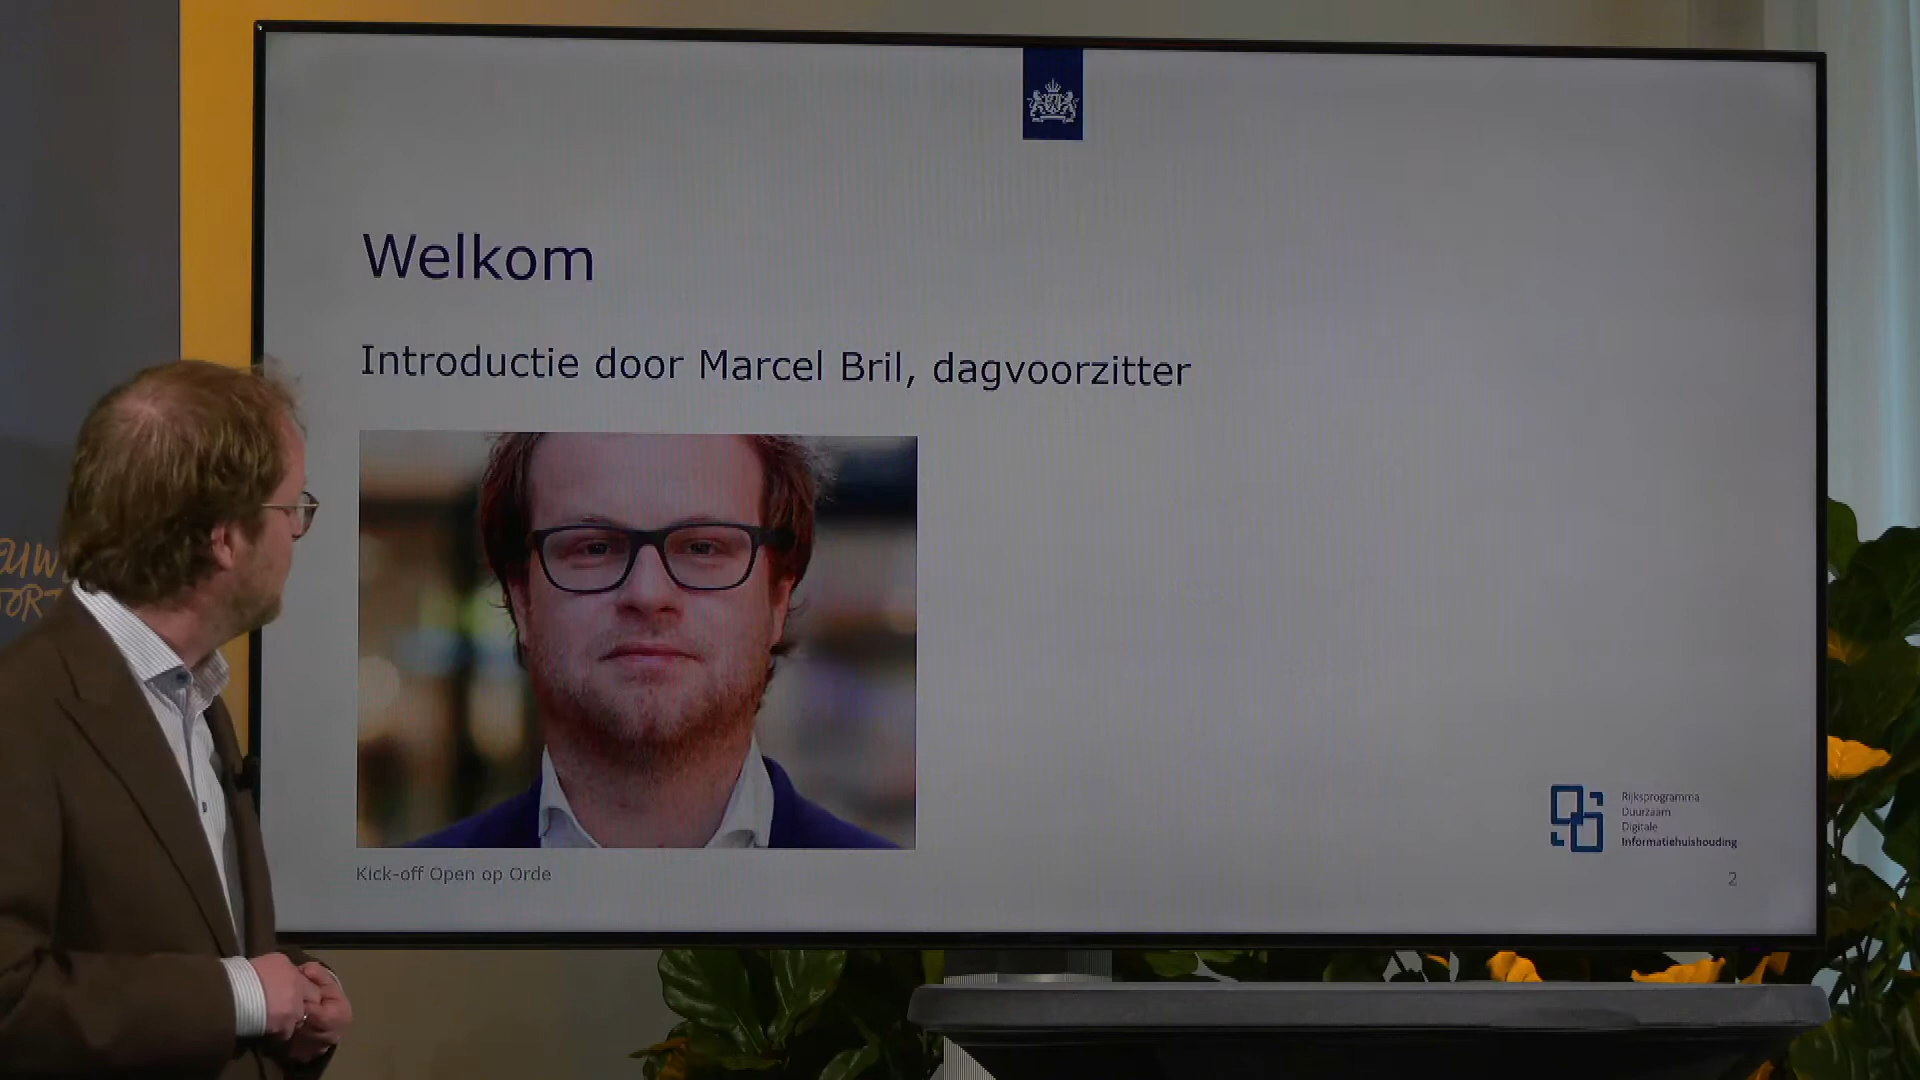 Welkom
Introductie door Marcel Bril, dagvoorzitter
Kick-off Open op Orde
Rijksprogramma
Duurzaam
Digitale
Informatiehuishouding
2